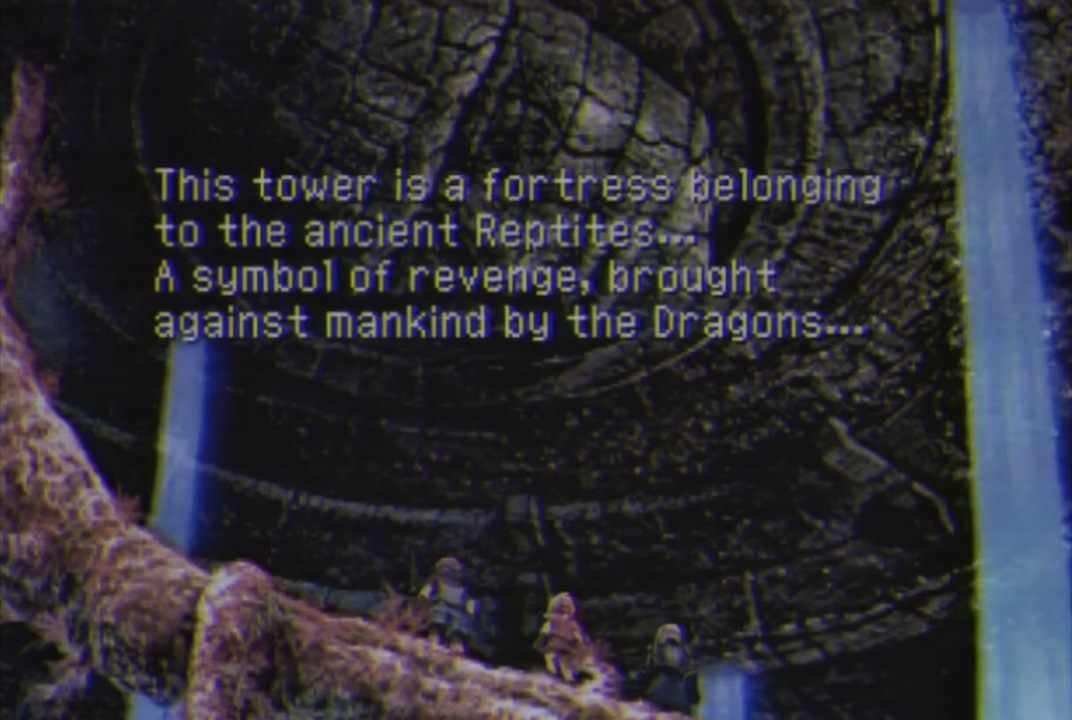 This tower is a fortress belonging
to the ancient Reptites...
A symbol of revenge, brought
against mankind by the Dragons...